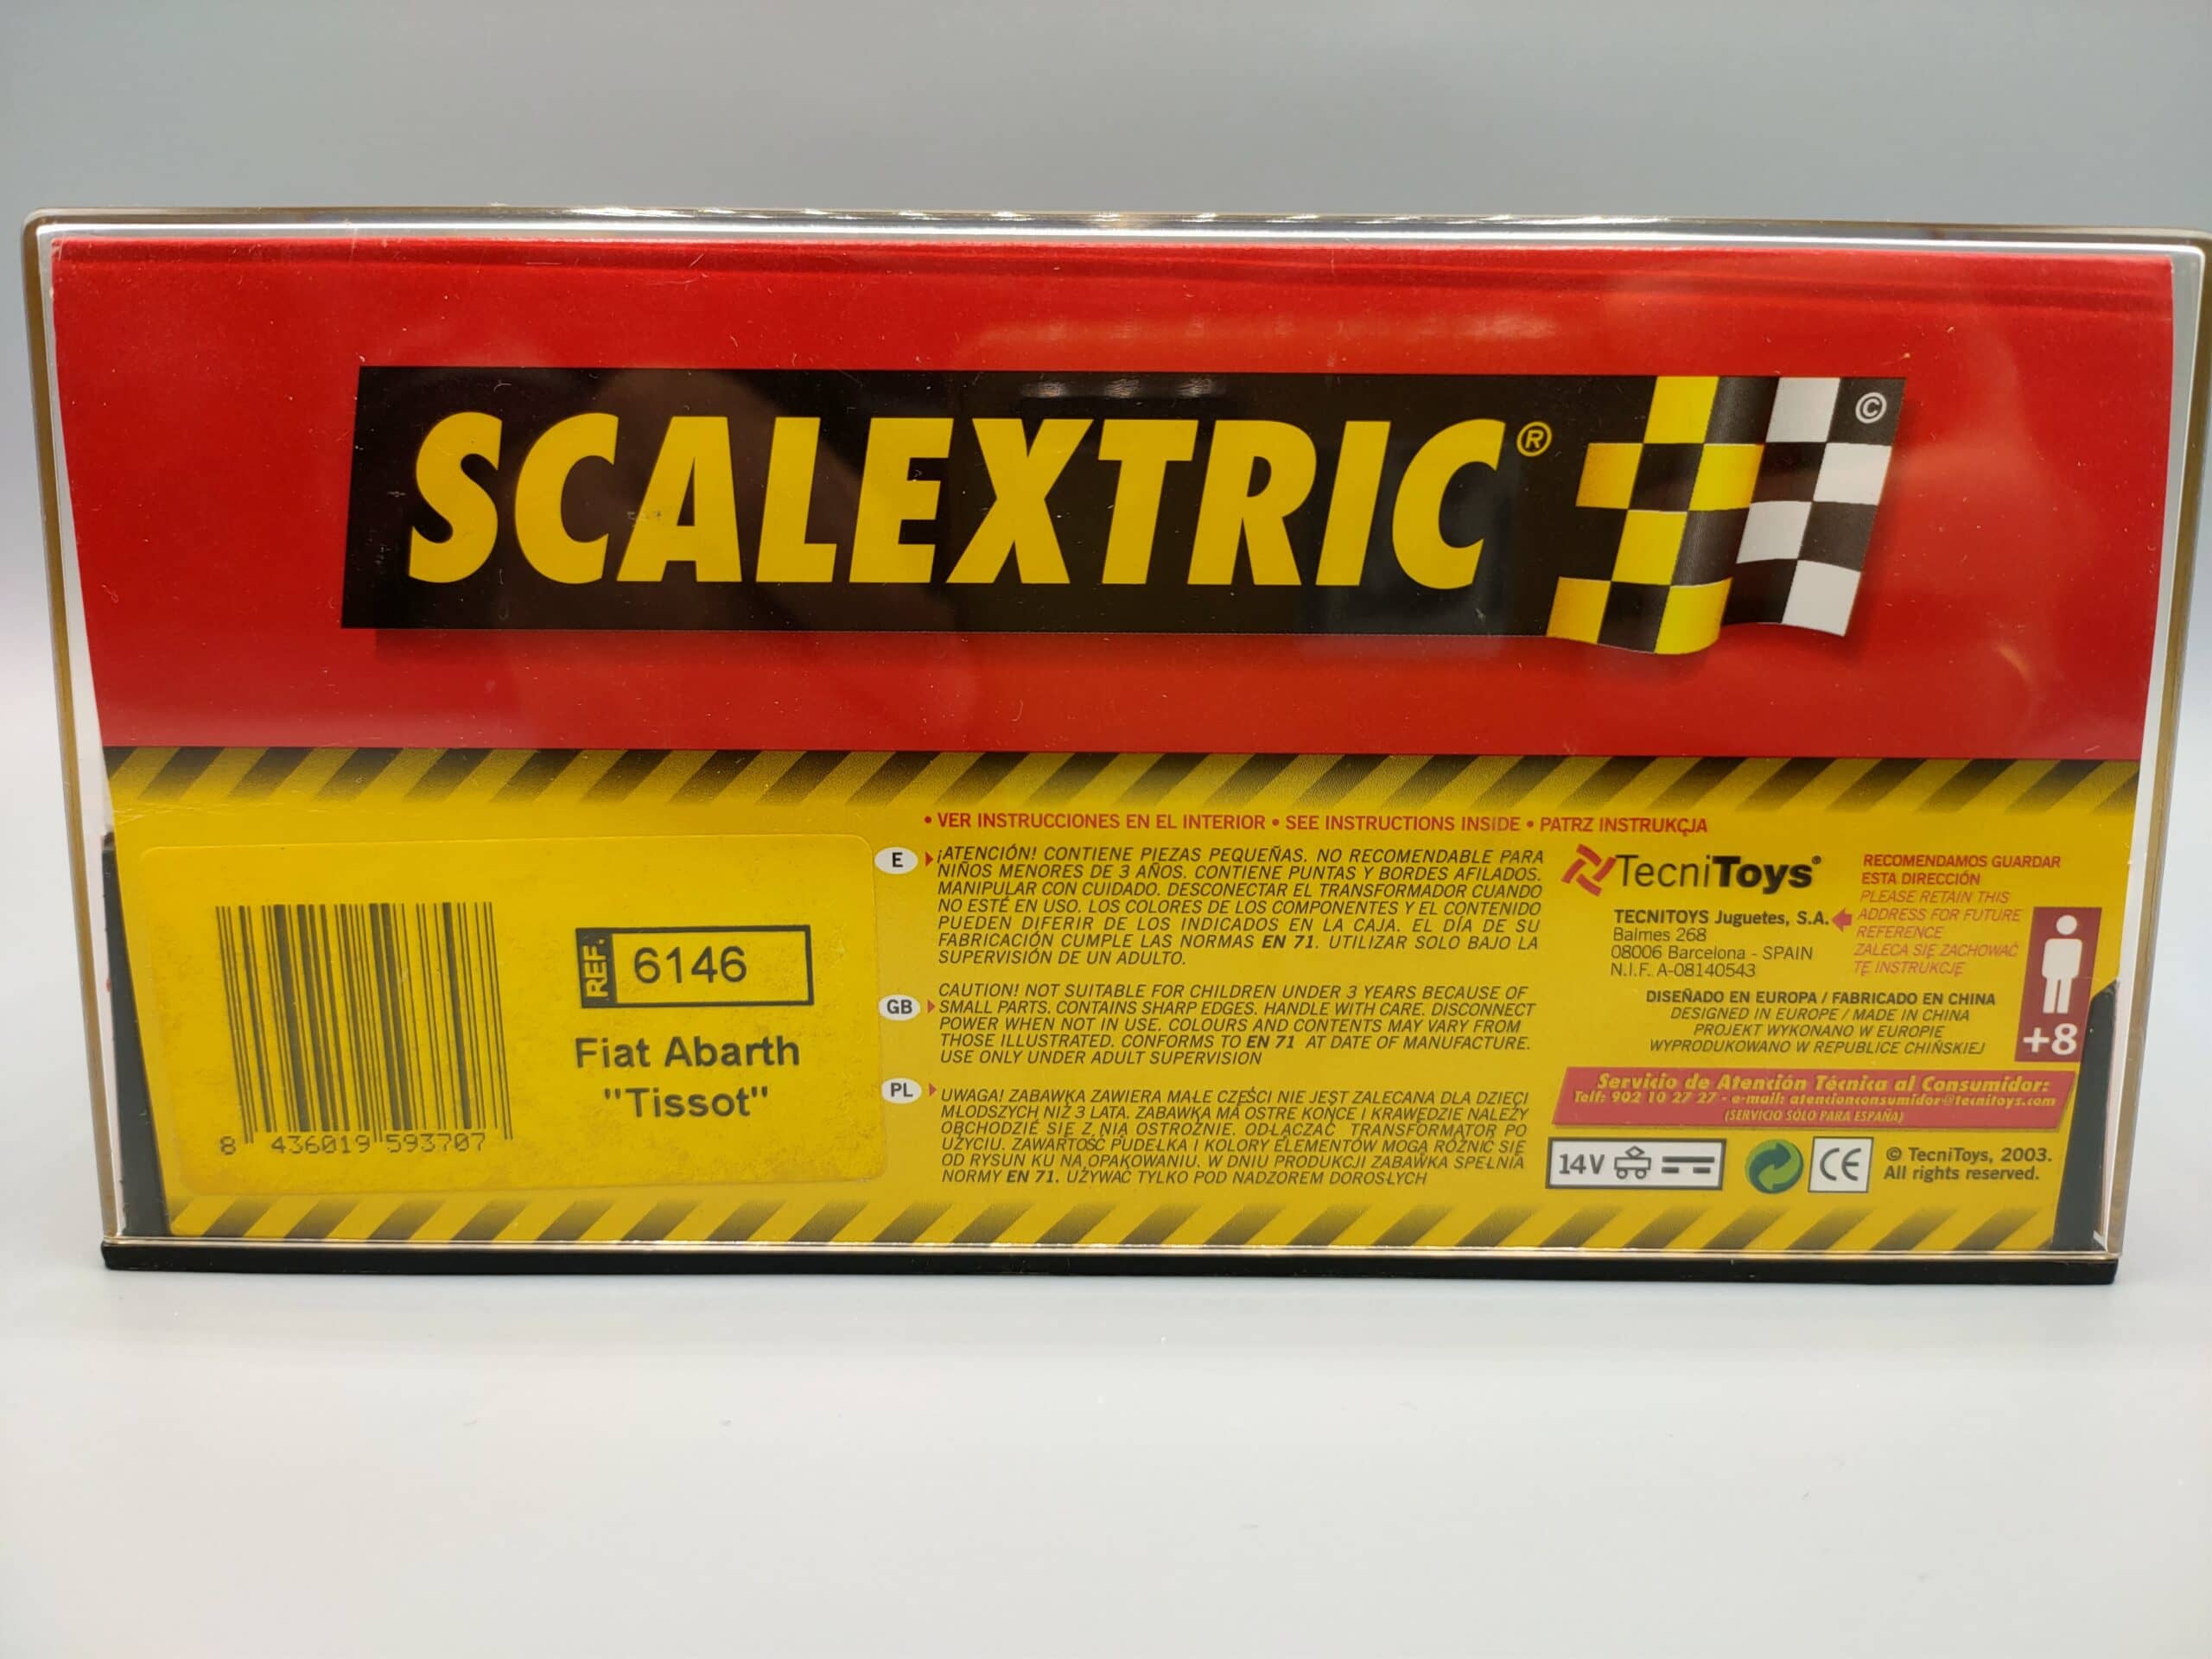 SCALEXTRIC® ©
• VER INSTRUCCIONES EN EL INTERIOR • SEE INSTRUCTIONS INSIDE • PATRZ INSTRUKÇJA
8 436019 593707
REF. 6146
Fiat Abarth
"Tissot"
E
¡ATENCIÓN! CONTIENE PIEZAS PEQUEÑAS. NO RECOMENDABLE PARA
NIÑOS MENORES DE 3 AÑOS. CONTIENE PUNTAS Y BORDES AFILADOS.
MANIPULAR CON CUIDADO. DESCONECTAR EL TRANSFORMADOR CUANDO
NO ESTÉ EN USO. LOS COLORES DE LOS COMPONENTES Y EL CONTENIDO
PUEDEN DIFERIR DE LOS INDICADOS EN LA CAJA. EL DÍA DE SU
FABRICACIÓN CUMPLE LAS NORMAS EN 71. UTILIZAR SOLO BAJO LA
SUPERVISIÓN DE UN ADULTO.
GB
CAUTION! NOT SUITABLE FOR CHILDREN UNDER 3 YEARS BECAUSE OF
SMALL PARTS. CONTAINS SHARP EDGES. HANDLE WITH CARE. DISCONNECT
POWER WHEN NOT IN USE. COLOURS AND CONTENTS MAY VARY FROM
THOSE ILLUSTRATED. CONFORMS TO EN 71 AT DATE OF MANUFACTURE.
USE ONLY UNDER ADULT SUPERVISION
PL
UWAGA! ZABAWKA ZAWIERA MAŁE CZĘŚCI NIE JEST ZALECANA DLA DZIECI
MŁODSZYCH NIŻ 3 LATA. ZABAWKA MA OSTRE KOŃCE I KRAWĘDZIE NALEŻY
OBCHODZIĆ SIĘ Z NIĄ OSTROŻNIE. ODŁĄCZAĆ TRANSFORMATOR PO
UŻYCIU. ZAWARTOŚĆ PUDEŁKA I KOLORY ELEMENTÓW MOGĄ RÓŻNIĆ SIĘ
OD RYSUN KU NA OPAKOWANIU. W DNIU PRODUKCJI ZABAWKA SPEŁNIA
NORMY EN 71. UŻYWAĆ TYLKO POD NADZOREM DOROSŁYCH
TecniToys®
TECNITOYS Juguetes, S.A.
Balmes 268
08006 Barcelona - SPAIN
N.I.F. A-08140543
RECOMENDAMOS GUARDAR
ESTA DIRECCIÓN
PLEASE RETAIN THIS
ADDRESS FOR FUTURE
REFERENCE
ZALECA SIĘ ZACHOWAĆ
TĘ INSTRUKCJĘ
+8
DISEÑADO EN EUROPA / FABRICADO EN CHINA
DESIGNED IN EUROPE / MADE IN CHINA
PROJEKT WYKONANO W EUROPIE
WYPRODUKOWANO W REPUBLICE CHIŃSKIEJ
Servicio de Atención Técnica al Consumidor:
Telf: 902 10 27 27 - e-mail: atencionconsumidor@tecnitoys.com
(SERVICIO SÓLO PARA ESPAÑA)
14V
CE
© TecniToys, 2003.
All rights reserved.